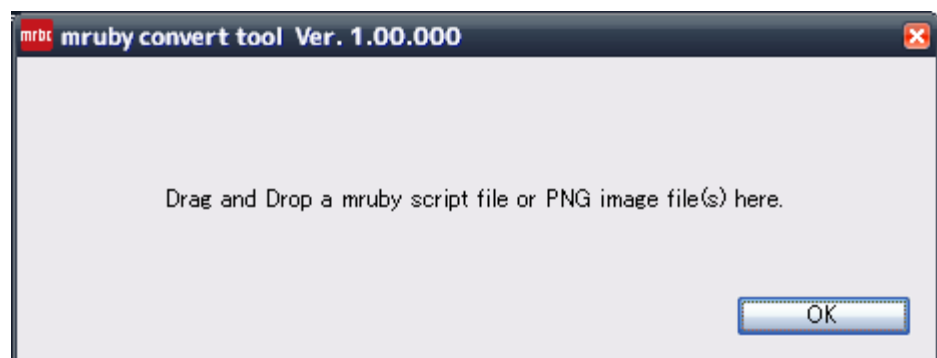 mrbc mruby convert tool Ver. 1.00.000
Drag and Drop a mruby script file or PNG image file(s) here.
OK